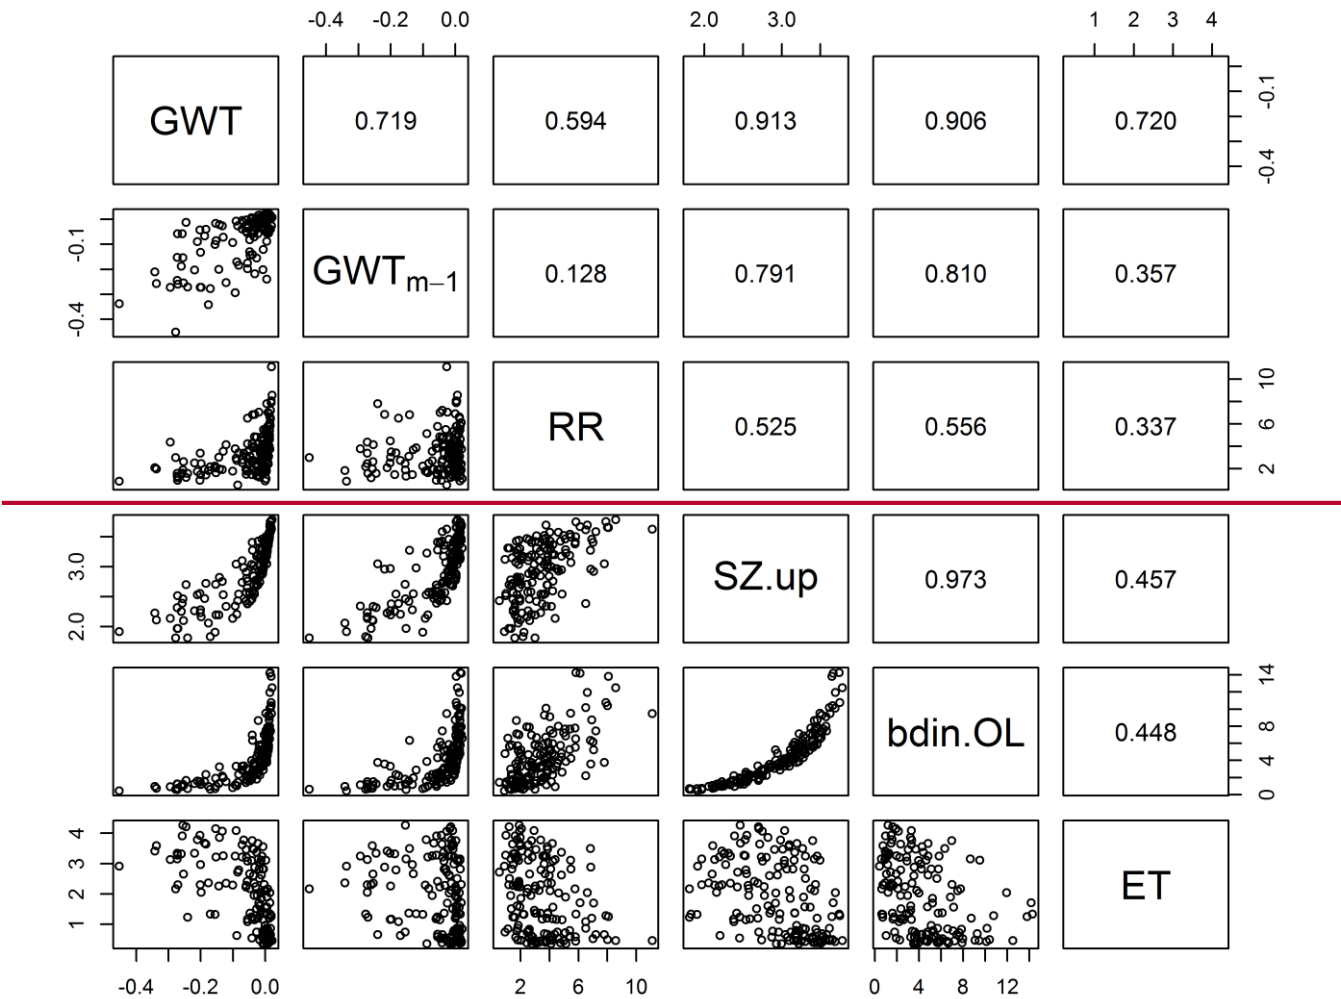 -0.4 -0.2 0.0 2.0 3.0 1 2 3 4
GWT 0.719 0.594 0.913 0.906 0.720 -0.4 -0.1
-0.4 -0.1 GWTm−1 0.128 0.791 0.810 0.357
RR 0.525 0.556 0.337 2 6 10
2.0 3.0 SZ.up 0.973 0.457
bdin.OL 0.448 0 4 8 14
1 2 3 4 ET
-0.4 -0.2 0.0 2 6 10 0 4 8 12